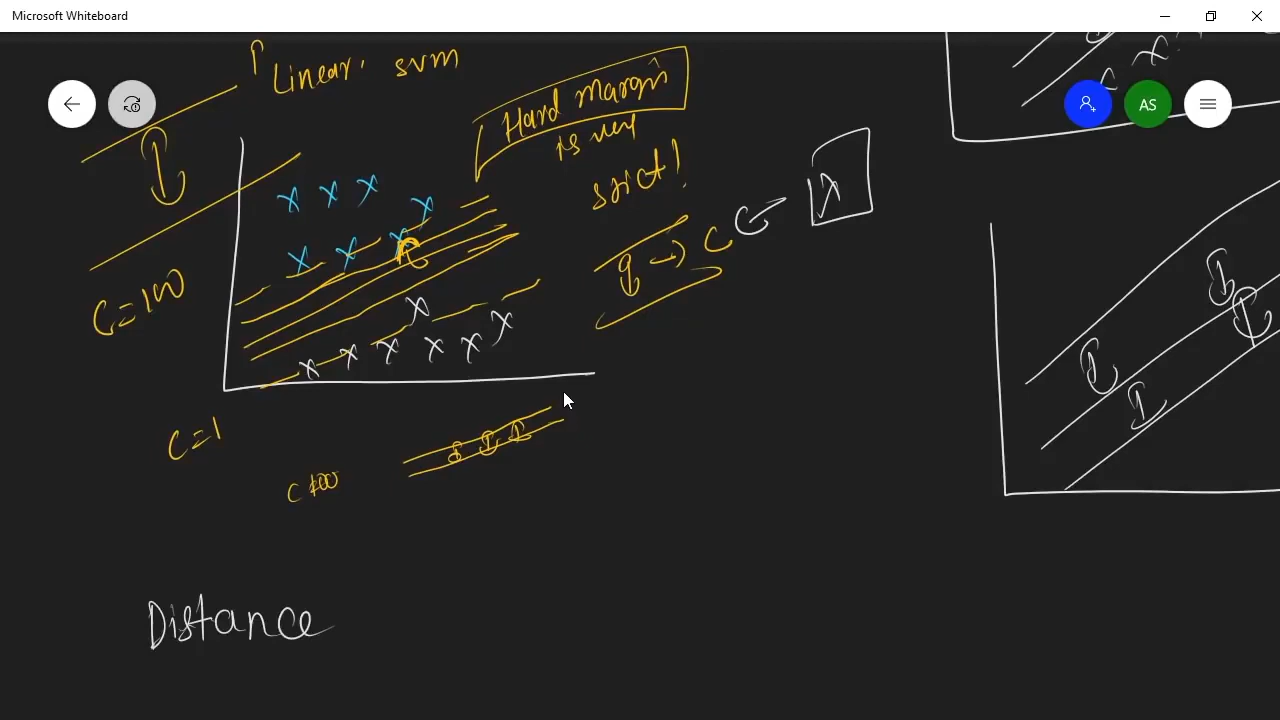 Microsoft Whiteboard
Linear svm
Hard Margin
is very
strict!
AS
C=100
C
C=1
Distance